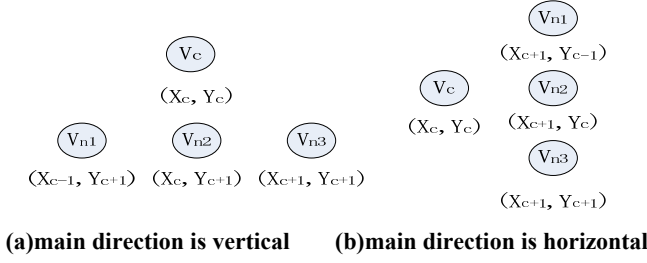 Vc
(Xc, Yc)
Vn1 Vn2 Vn3
(Xc-1, Yc+1) (Xc, Yc+1) (Xc+1, Yc+1)
(a)main direction is vertical
Vn1
(Xc+1, Yc-1)
Vc
(Xc, Yc)
Vn2
(Xc+1, Yc)
Vn3
(Xc+1, Yc+1)
(b)main direction is horizontal